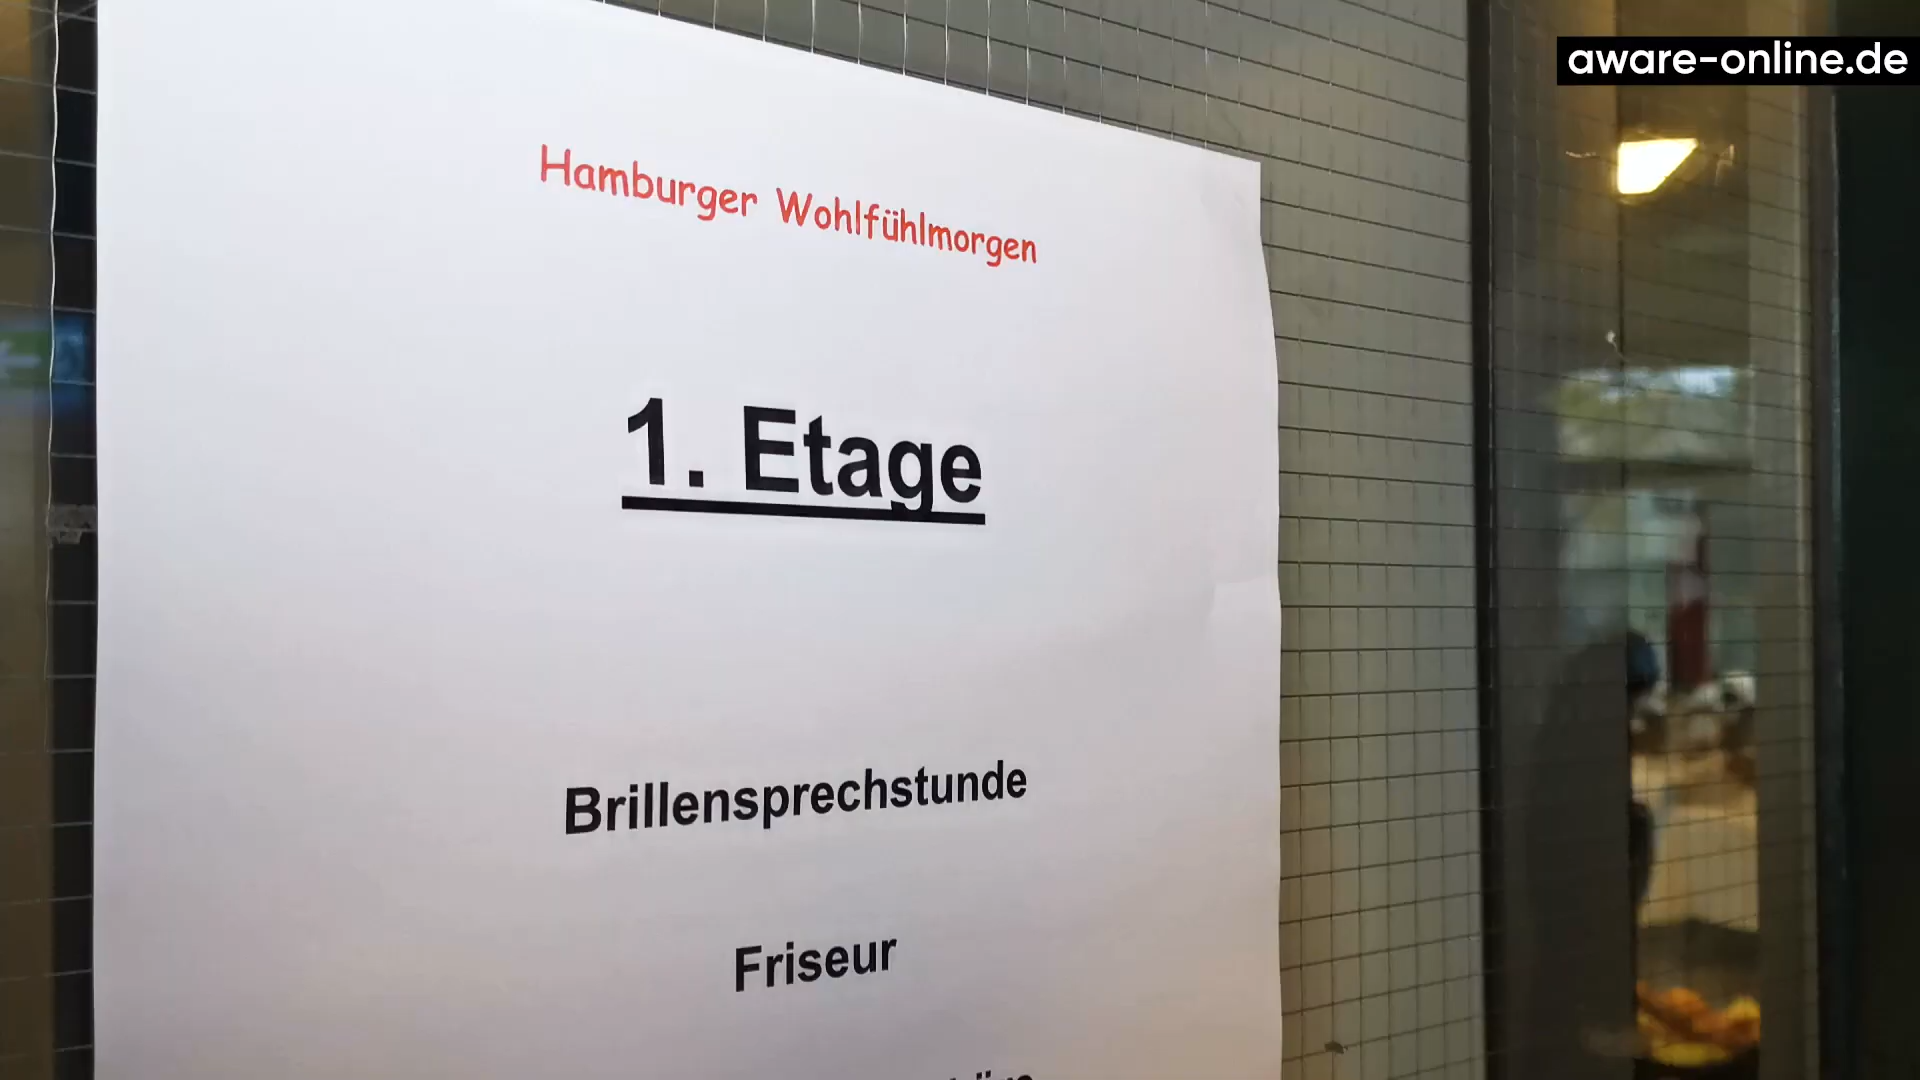 aware-online.de
Hamburger Wohlfühlmorgen
1. Etage
Brillensprechstunde
Friseur